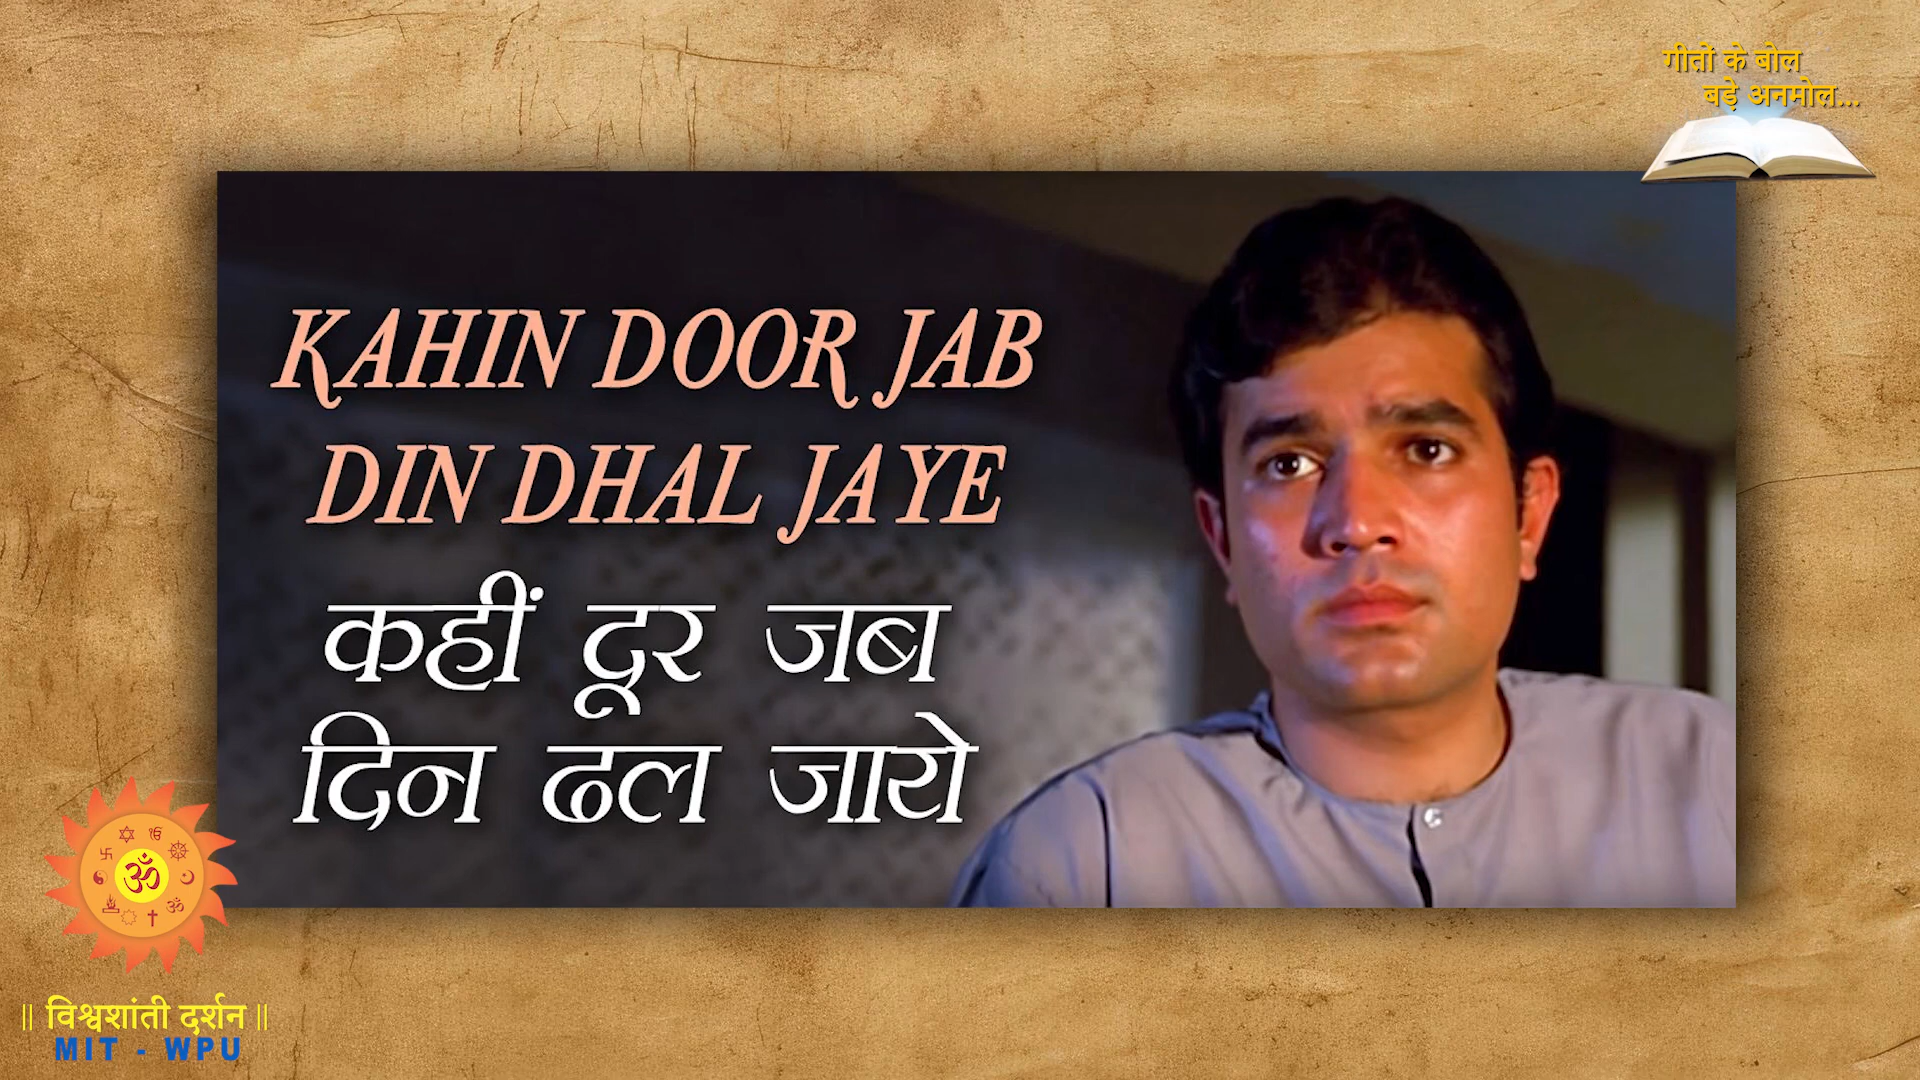 गीतों के बोल
बड़े अनमोल...
KAHIN DOOR JAB
DIN DHAL JAYE
कहीं दूर जब
दिन ढल जाये
|| विश्वशांती दर्शन ||
MIT - WPU